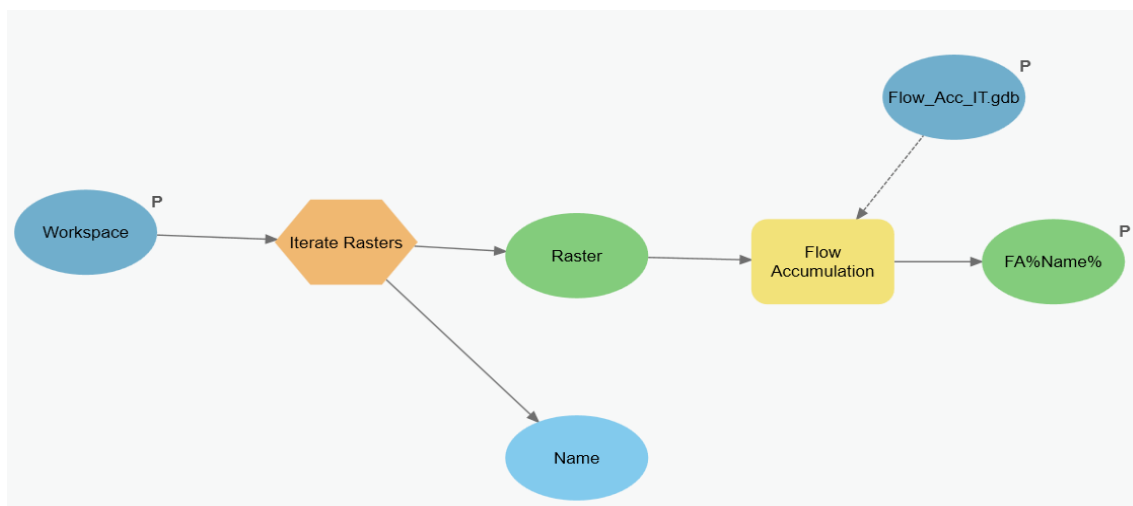 P
Flow_Acc_IT.gdb
P
Workspace
Iterate Rasters
Raster
Flow
Accumulation
P
FA%Name%
Name